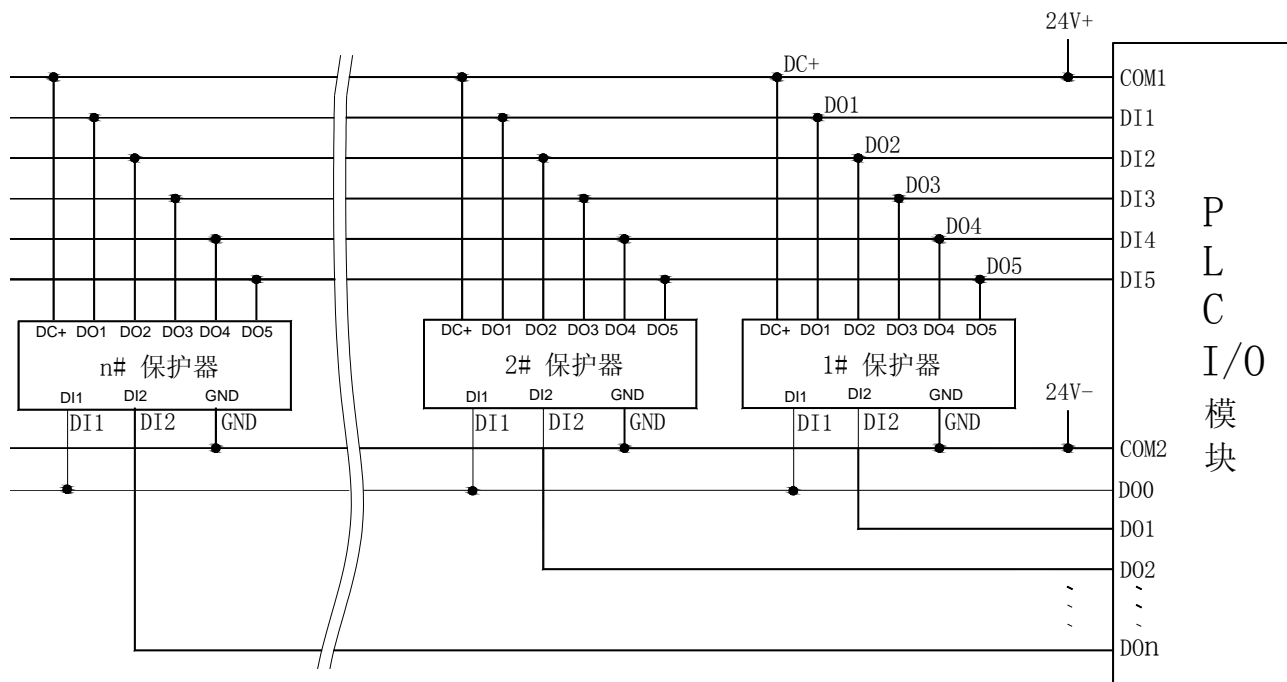 24V+
DC+
COM1
DO1
DI1
DO2
DI2
DO3
DI3
DO4
DI4
DO5
DI5
PLC I/O 模块
DC+ DO1 DO2 DO3 DO4 DO5
n# 保护器
DI1 DI2 GND
DC+ DO1 DO2 DO3 DO4 DO5
2# 保护器
DI1 DI2 GND
DC+ DO1 DO2 DO3 DO4 DO5
1# 保护器
DI1 DI2 GND
24V-
DI1 DI2 GND
DI1 DI2 GND
DI1 DI2 GND
COM2
DO0
DO1
DO2
DOn